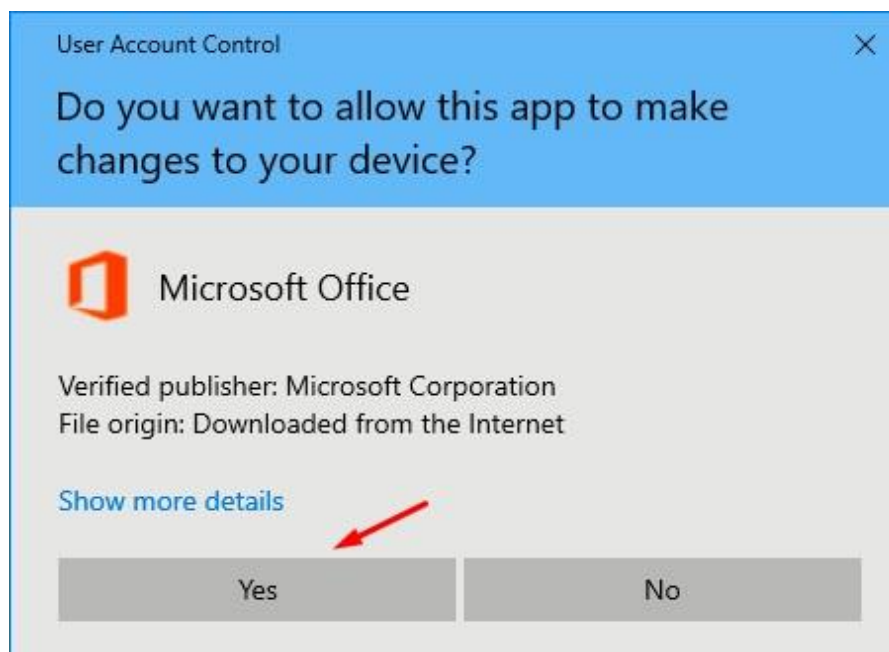 User Account Control
Do you want to allow this app to make
changes to your device?
Microsoft Office
Verified publisher: Microsoft Corporation
File origin: Downloaded from the Internet
Show more details
Yes
No